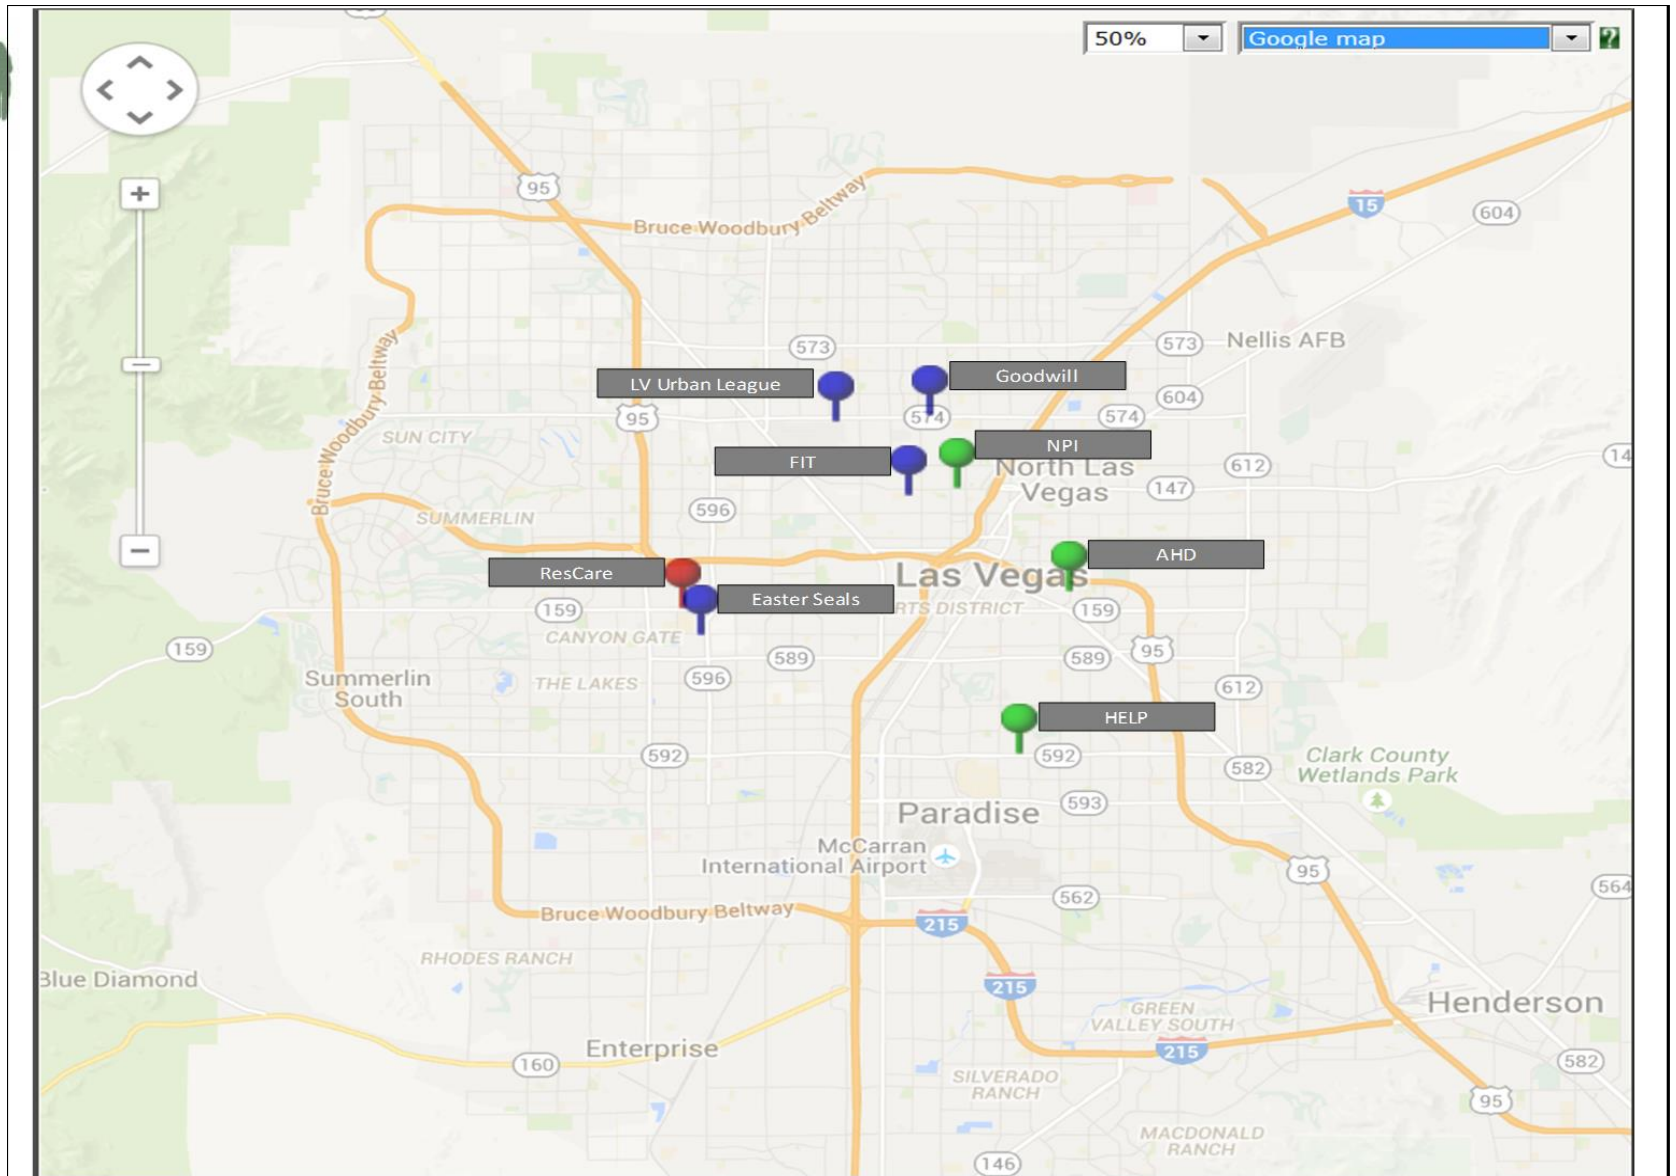 50%
Google map
?
95
Bruce Woodbury Beltway
15
604
573
573
Nellis AFB
LV Urban League
Goodwill
604
95
574
574
Bruce Woodbury Beltway
SUN CITY
FIT
NPI
North Las
Vegas
612
14
147
596
SUMMERLIN
ResCare
AHD
Las Vegas
Easter Seals
159
RTS DISTRICT
159
CANYON GATE
159
589
589
95
Summerlin
South
THE LAKES
596
612
HELP
592
592
582
Clark County
Wetlands Park
Paradise
593
McCarran
International Airport
95
564
562
Bruce Woodbury Beltway
215
RHODES RANCH
Blue Diamond
215
Henderson
GREEN
VALLEY SOUTH
Enterprise
215
160
582
SILVERADO
RANCH
95
MACDONALD
RANCH
146